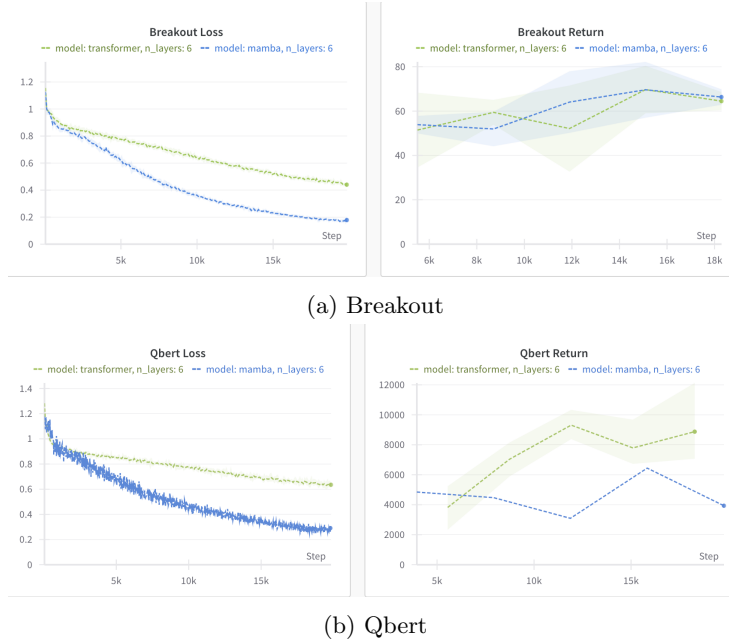 Breakout Loss
model: transformer, n_layers: 6 model: mamba, n_layers: 6
1.2
1
0.8
0.6
0.4
0.2
0
Step
5k 10k 15k
Breakout Return
model: transformer, n_layers: 6 model: mamba, n_layers: 6
80
60
40
20
0
Step
6k 8k 10k 12k 14k 16k 18k
(a) Breakout
Qbert Loss
model: transformer, n_layers: 6 model: mamba, n_layers: 6
1.4
1.2
1
0.8
0.6
0.4
0.2
0
Step
5k 10k 15k
Qbert Return
model: transformer, n_layers: 6 model: mamba, n_layers: 6
12000
10000
8000
6000
4000
2000
0
Step
5k 10k 15k
(b) Qbert